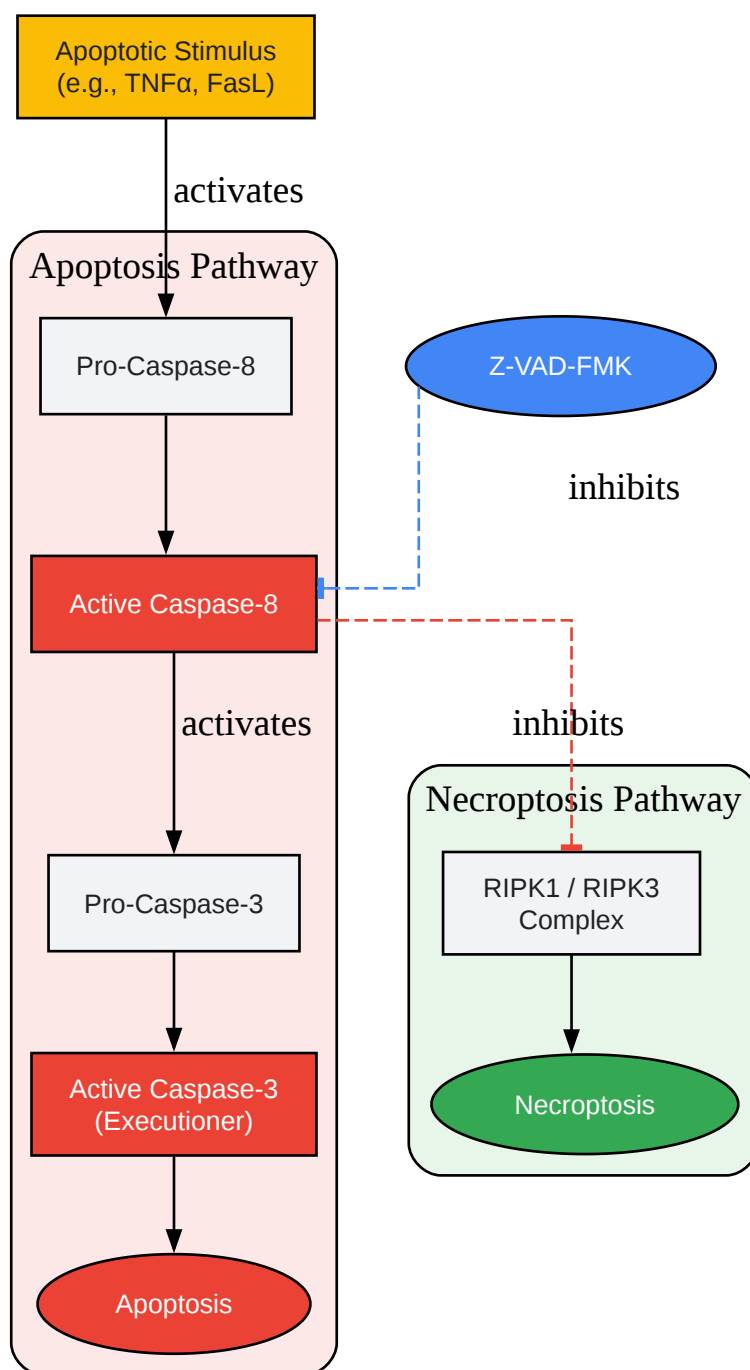 Apoptotic Stimulus
(e.g., TNFα, FasL)
activates
Apoptosis Pathway
Pro-Caspase-8
Z-VAD-FMK
inhibits
Active Caspase-8
activates
inhibits
Necroptosis Pathway
Pro-Caspase-3
RIPK1 / RIPK3
Complex
Active Caspase-3
(Executioner)
Necroptosis
Apoptosis